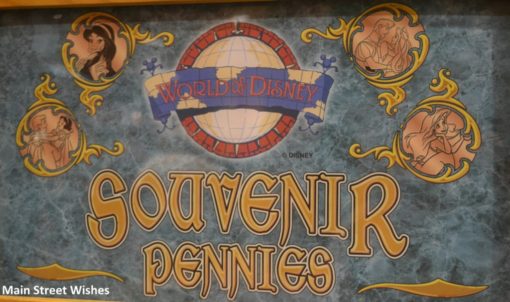 WORLD OF DISNEY
© DISNEY
SOUVENIR
PENNIES
Main Street Wishes